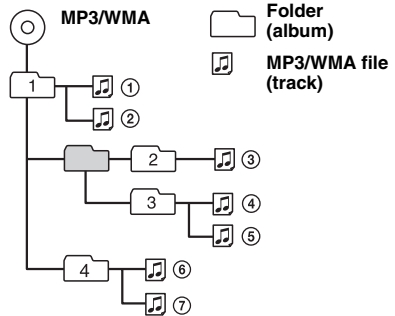 MP3/WMA
Folder
(album)
MP3/WMA file
(track)
1
①
②
2
③
3
④
⑤
4
⑥
⑦